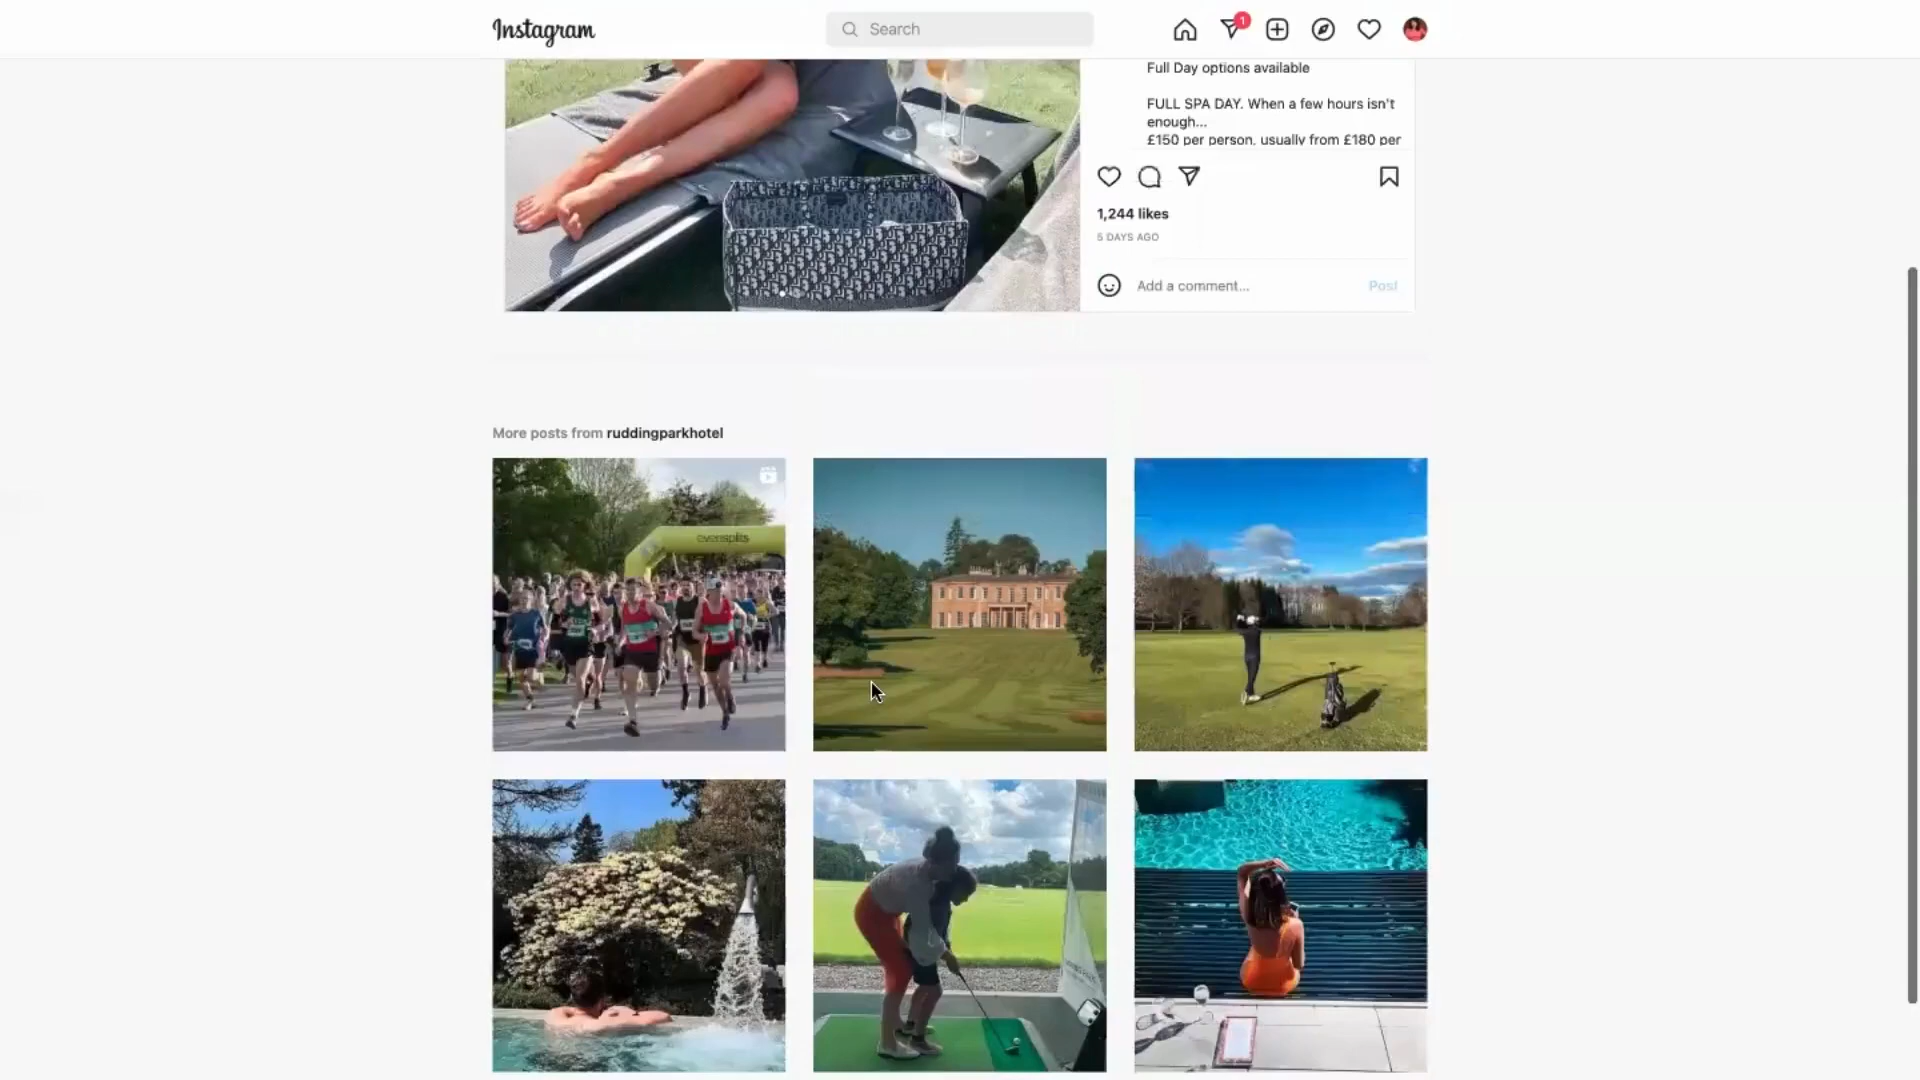 Instagram
Search
1
Full Day options available
FULL SPA DAY. When a few hours isn't
enough...
£150 per person, usually from £180 per
1,244 likes
5 DAYS AGO
Add a comment...
Post
More posts from ruddingparkhotel
evensplits